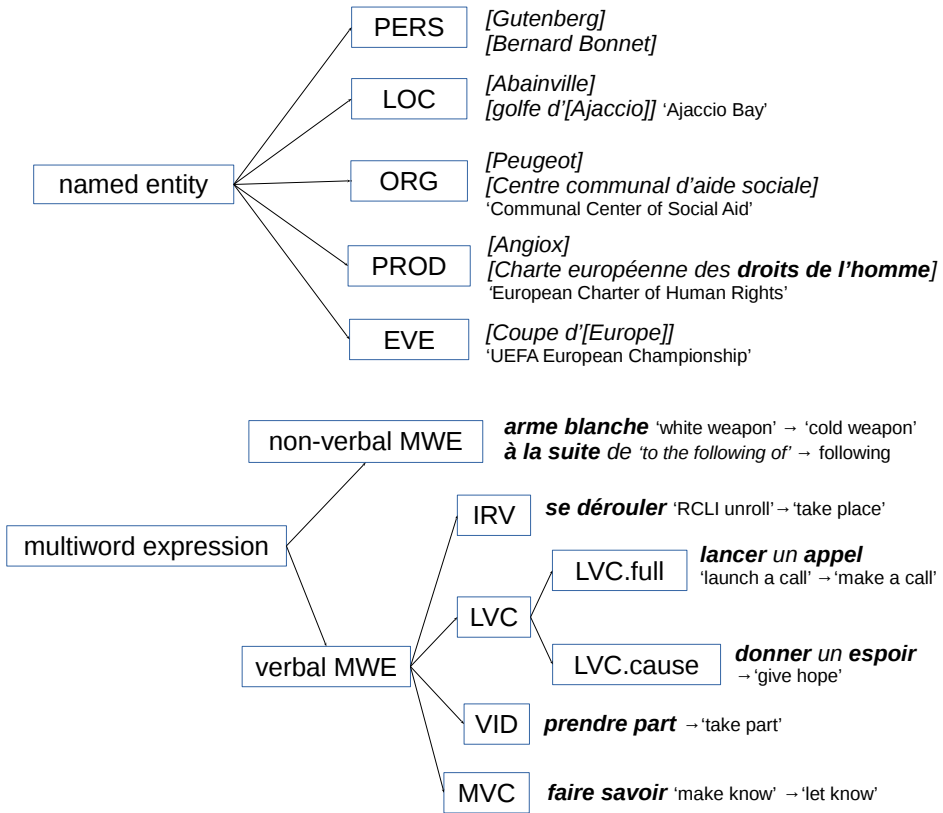 PERS
[Gutenberg]
[Bernard Bonnet]
LOC
[Abainville]
[golfe d’[Ajaccio]] ‘Ajaccio Bay’
named entity
ORG
[Peugeot]
[Centre communal d’aide sociale]
‘Communal Center of Social Aid’
PROD
[Angiox]
[Charte européenne des droits de l’homme]
‘European Charter of Human Rights’
EVE
[Coupe d’[Europe]]
‘UEFA European Championship’
non-verbal MWE
arme blanche ‘white weapon’ → ‘cold weapon’
à la suite de ‘to the following of’ → following
multiword expression
IRV
se dérouler ‘RCLI unroll’→‘take place’
LVC
LVC.full
lancer un appel
‘launch a call’ →‘make a call’
verbal MWE
LVC.cause
donner un espoir
→‘give hope’
VID
prendre part →‘take part’
MVC
faire savoir ‘make know’ →‘let know’